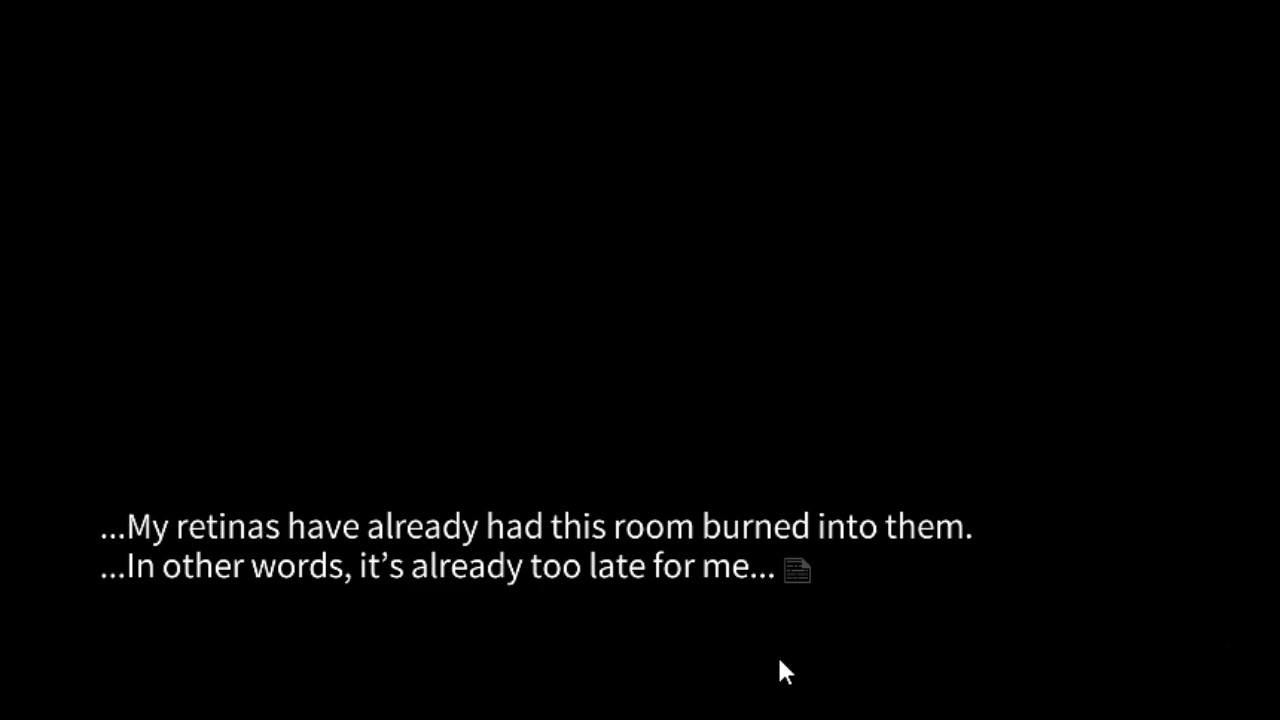 ...My retinas have already had this room burned into them.
...In other words, it’s already too late for me...